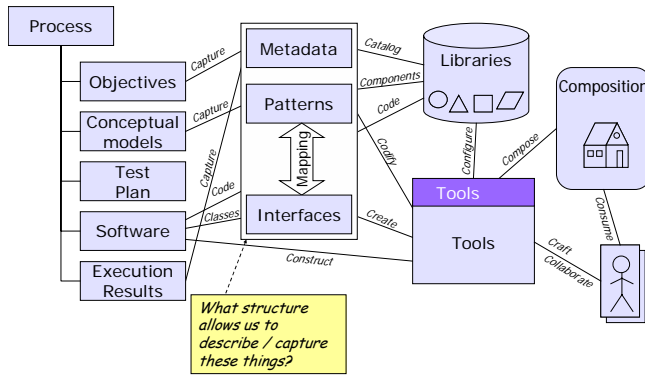 Process
Objectives
Conceptual
models
Test
Plan
Software
Execution
Results
Capture
Capture
Capture
Code
Classes
Construct
Metadata
Patterns
Mapping
Interfaces
What structure
allows us to
describe / capture
these things?
Catalog
Components
Code
Codify
Create
Libraries
Configure
Tools
Tools
Compose
Composition
Consume
Craft
Collaborate